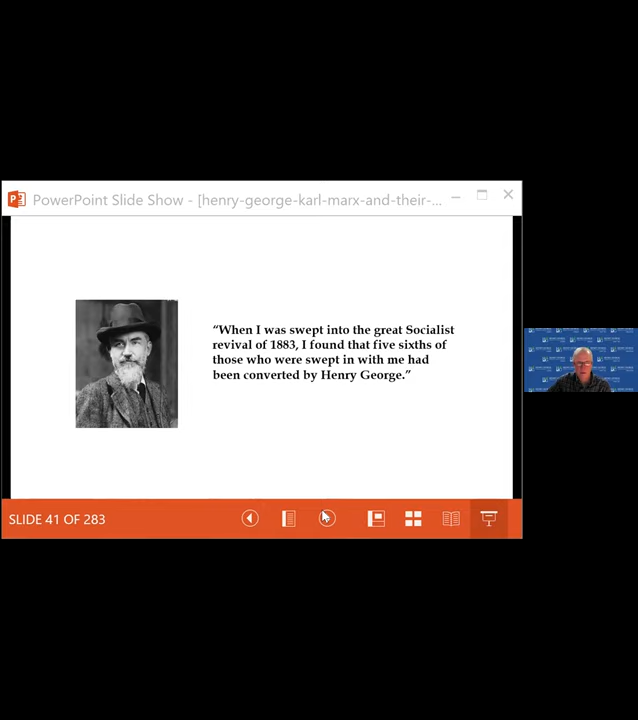 PowerPoint Slide Show - [henry-george-karl-marx-and-their-...
“When I was swept into the great Socialist
revival of 1883, I found that five sixths of
those who were swept in with me had
been converted by Henry George.”
SLIDE 41 OF 283